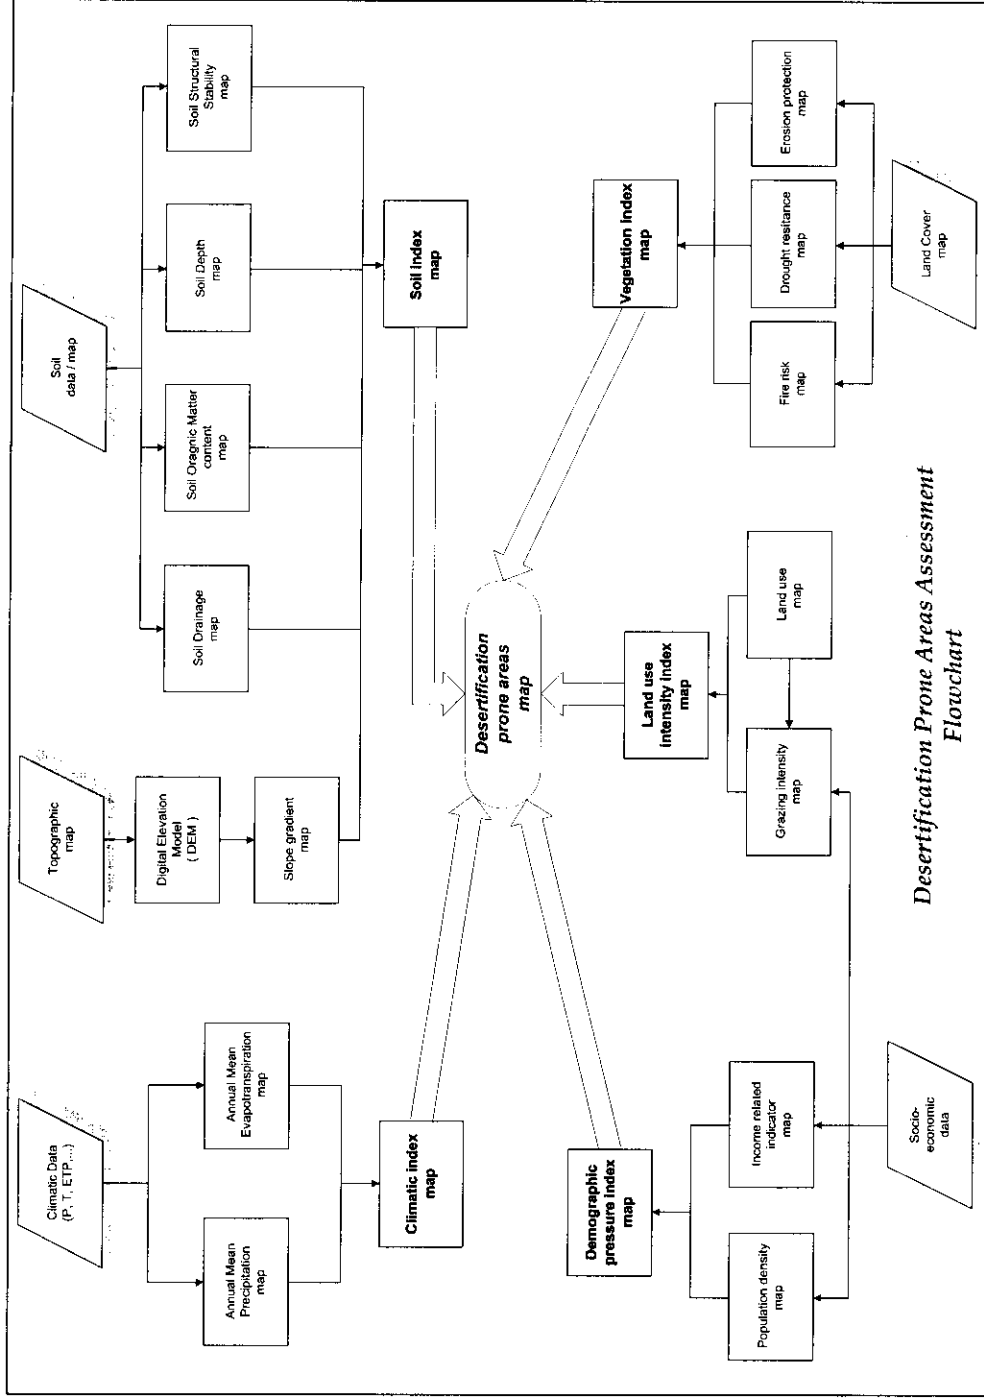 Climatic Data
(P, T, ETP,...)
Topographic
map
Soil
data / map
Annual Mean
Precipitation
map
Annual Mean
Evapotranspiration
map
Digital Elevation
Model
( DEM )
Slope gradient
map
Soil Drainage
map
Soil Oragnic Matter
content
map
Soil Depth
map
Soil Structural
Stability
map
Climatic index
map
Soil index
map
Desertification
prone areas
map
Demographic
pressure index
map
Land use
intensity index
map
Vegetation index
map
Population density
map
Income related
indicator
map
Grazing intensity
map
Land use
map
Fire risk
map
Drought resitance
map
Erosion protection
map
Socio-
economic
data
Land Cover
map
Desertification Prone Areas Assessment
Flowchart